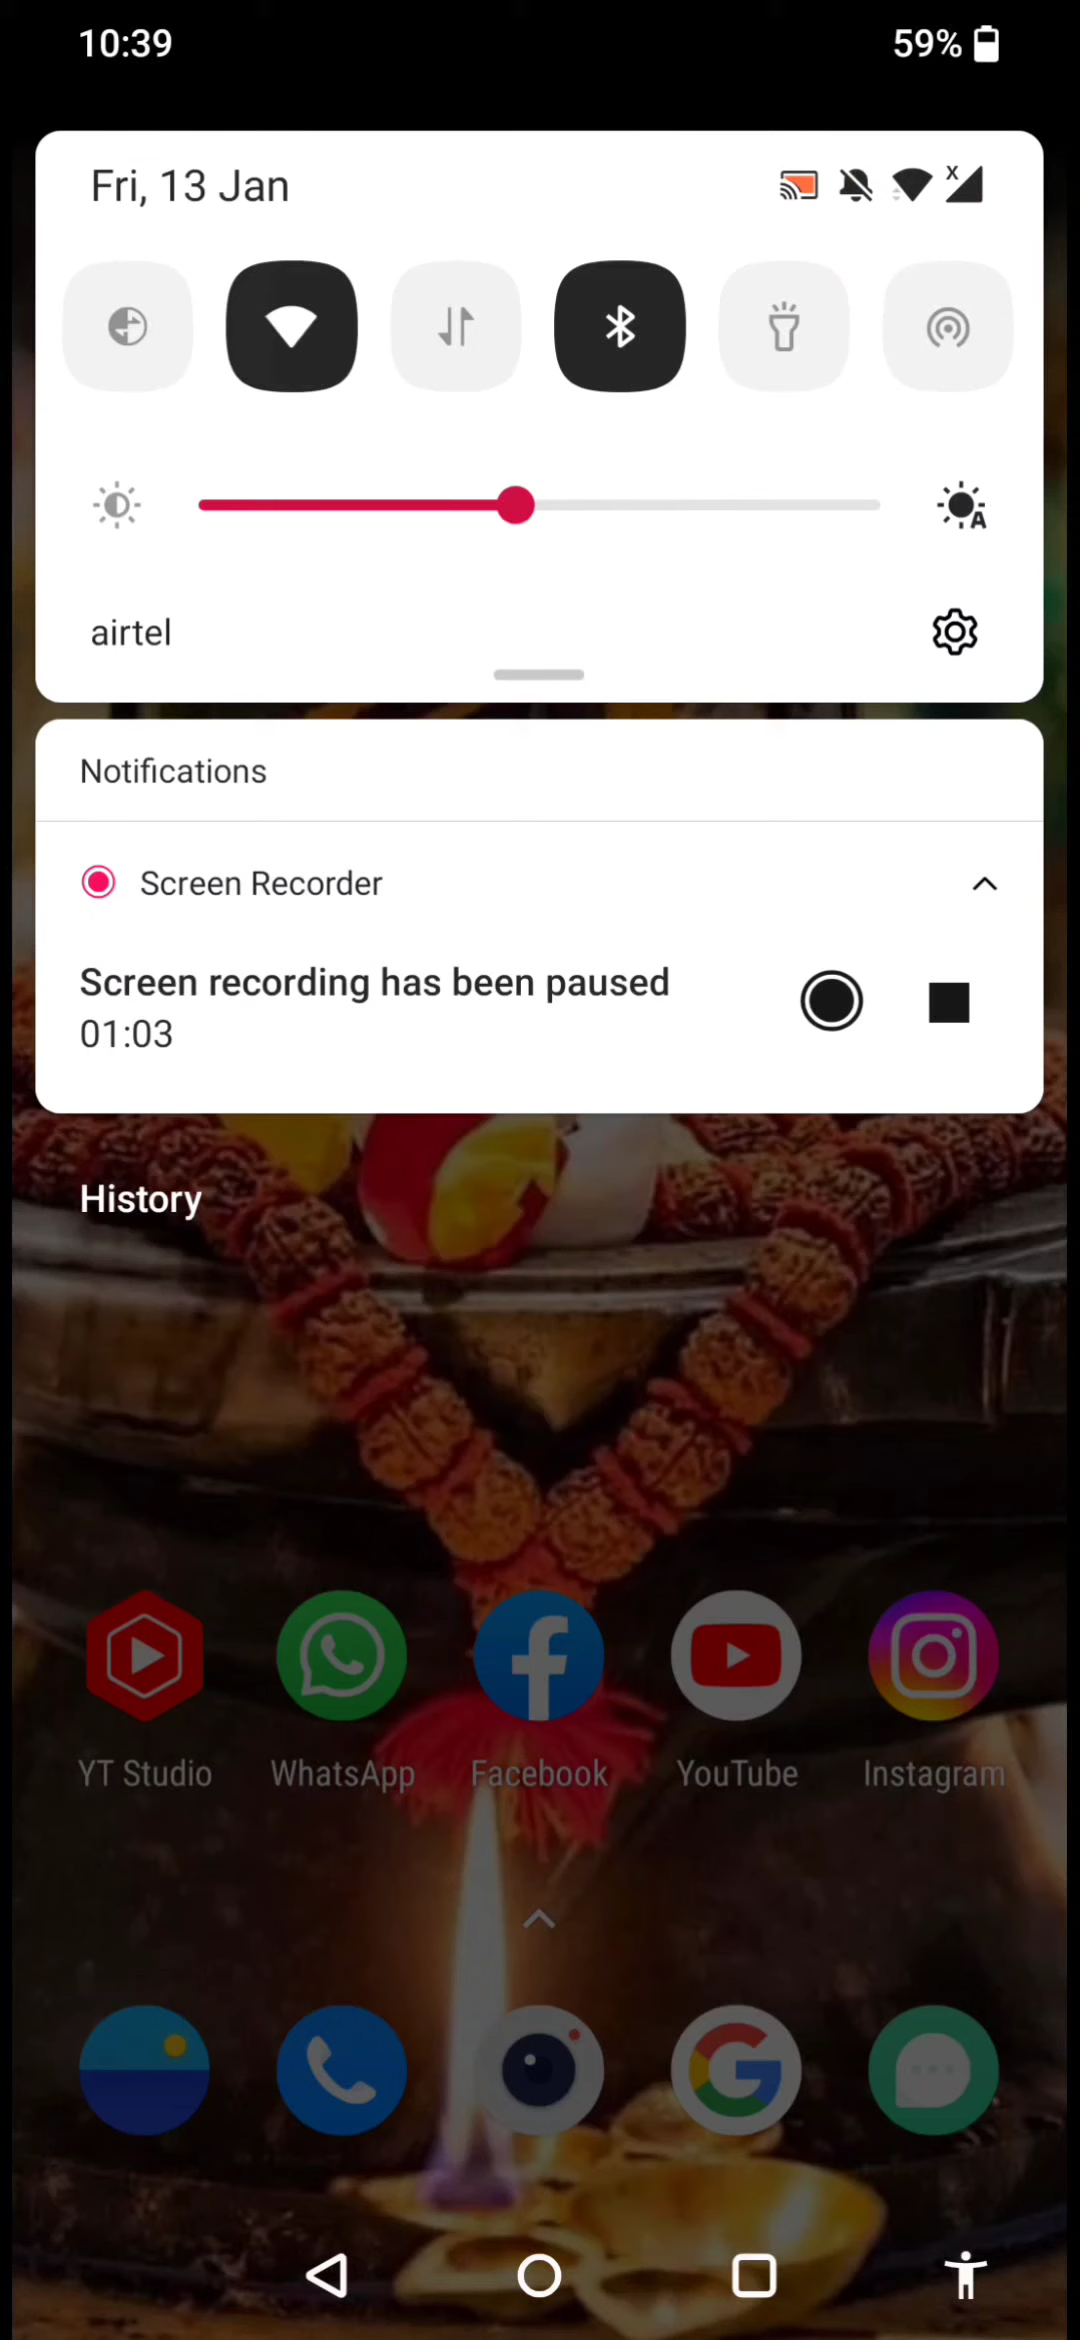 10:39
59%
Fri, 13 Jan
airtel
Notifications
Screen Recorder
Screen recording has been paused
01:03
History
YT Studio
WhatsApp
Facebook
YouTube
Instagram